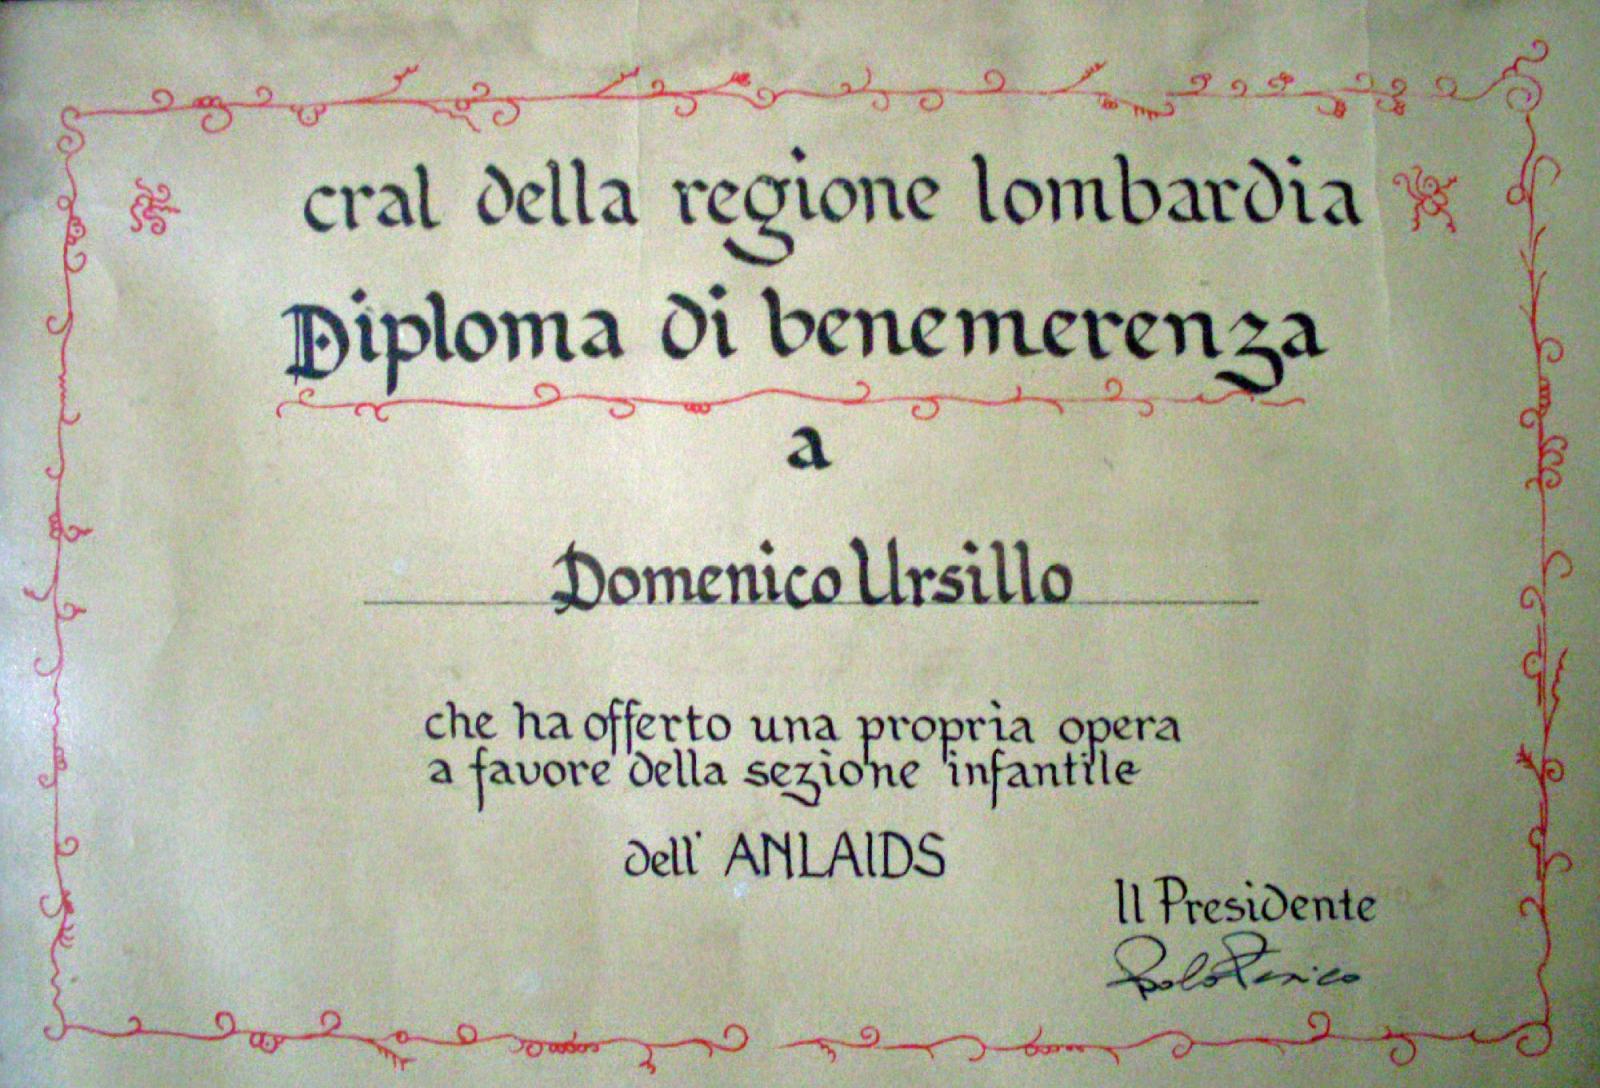 cral della regione lombardia
Diploma di benemerenza
a
Domenico Ursillo
che ha offerto una propria opera
a favore della sezione infantile
dell' ANLAIDS
Il Presidente